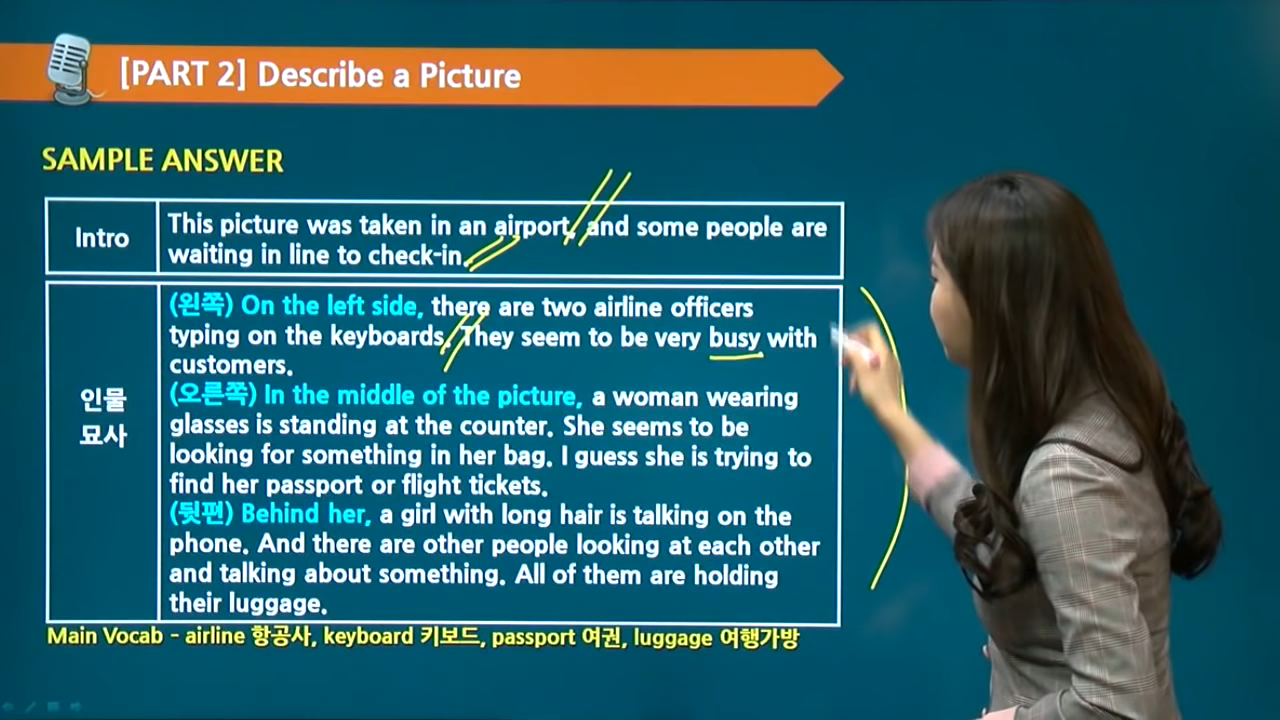 [PART 2] Describe a Picture
SAMPLE ANSWER
Intro
This picture was taken in an airport, and some people are
waiting in line to check-in.
인물
묘사
(왼쪽) On the left side, there are two airline officers
typing on the keyboards. They seem to be very busy with
customers.
(오른쪽) In the middle of the picture, a woman wearing
glasses is standing at the counter. She seems to be
looking for something in her bag. I guess she is trying to
find her passport or flight tickets.
(뒷편) Behind her, a girl with long hair is talking on the
phone. And there are other people looking at each other
and talking about something. All of them are holding
their luggage.
Main Vocab - airline 항공사, keyboard 키보드, passport 여권, luggage 여행가방